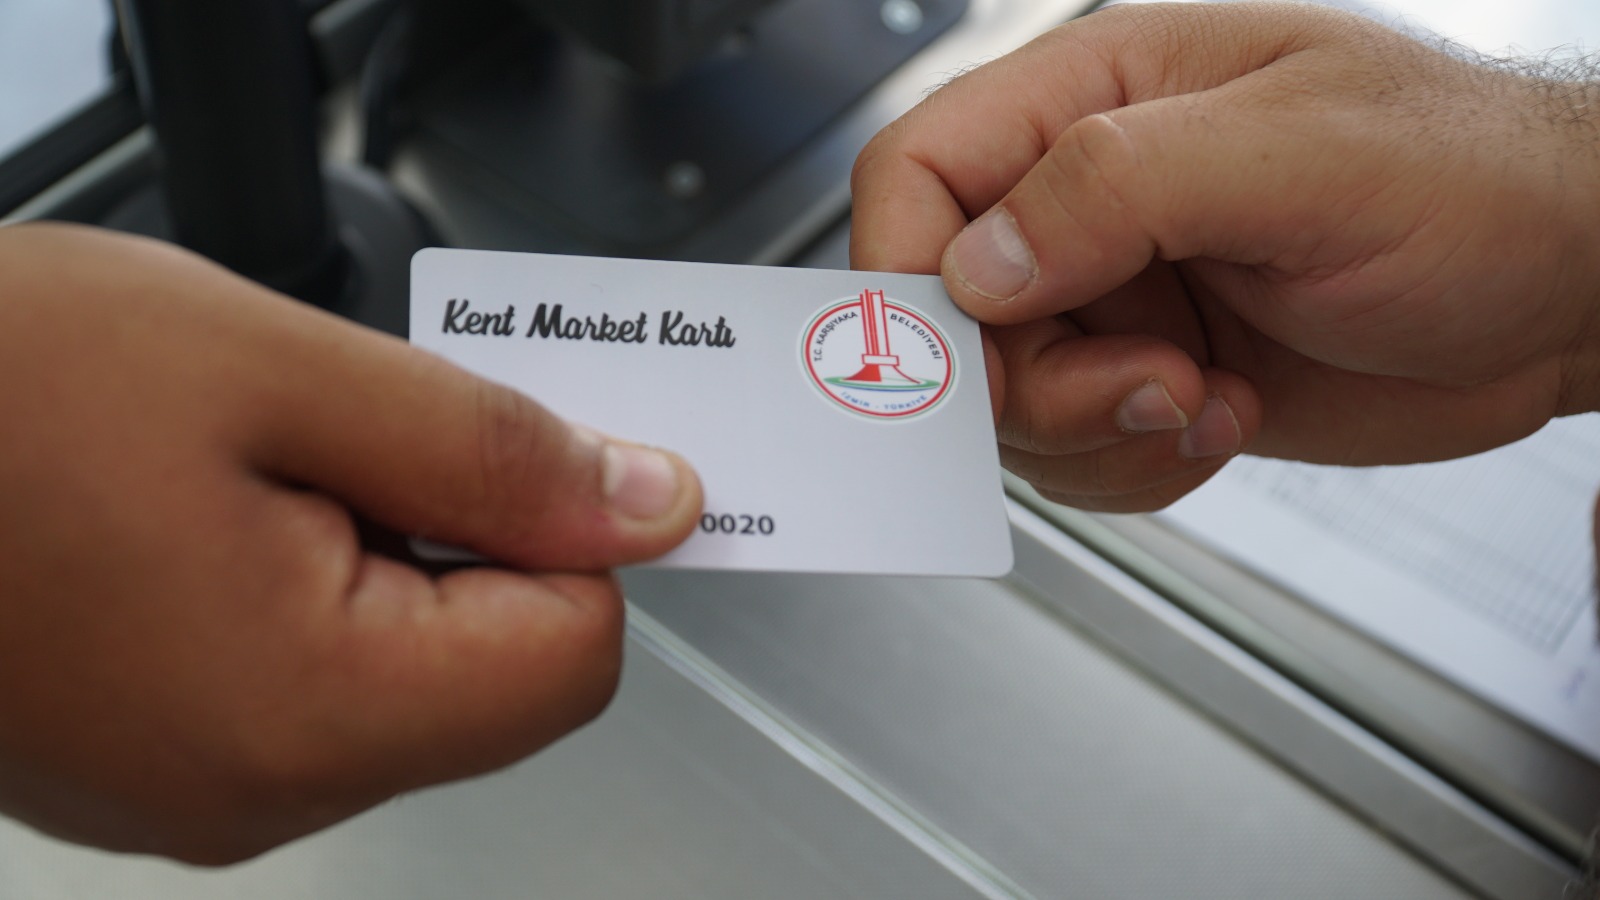 Kent Market Kartı
T.C. KARŞIYAKA BELEDİYESİ
İZMİR - TÜRKİYE
0020